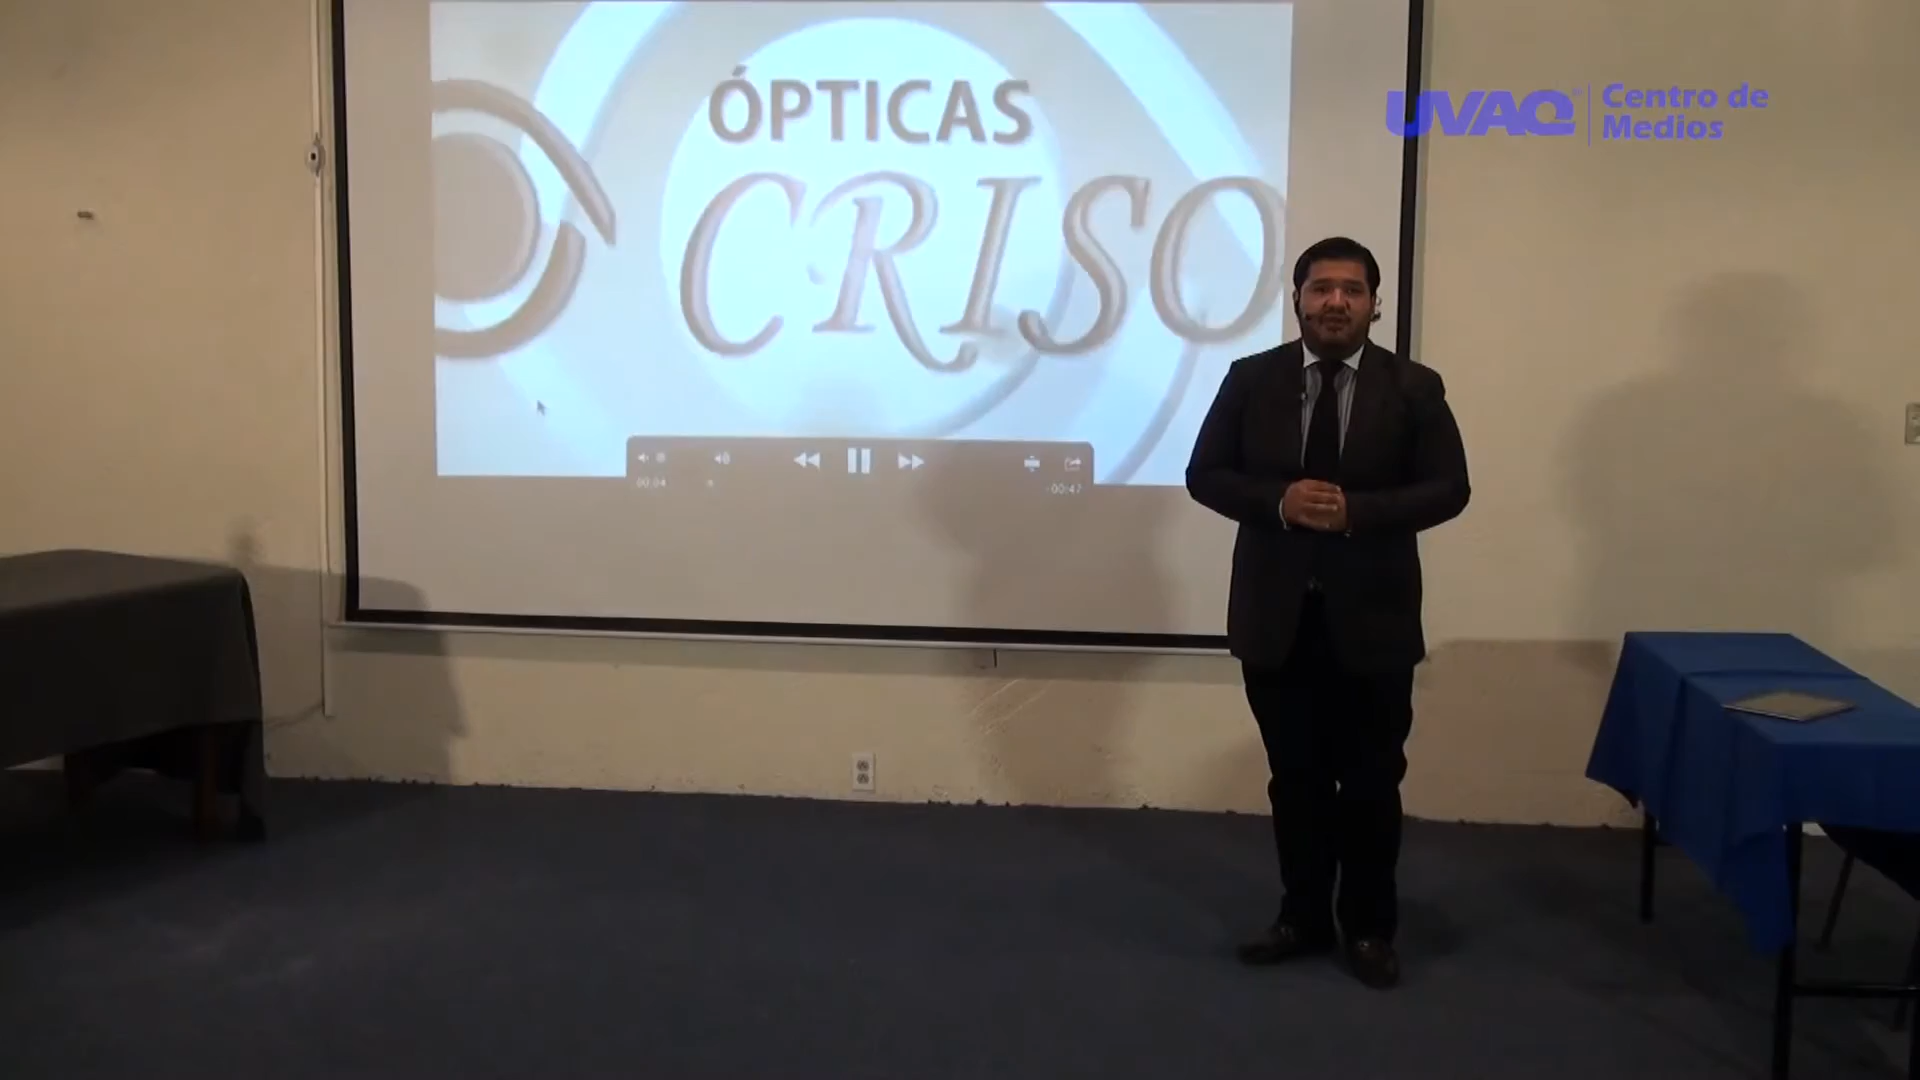 ÓPTICAS
CRISO
UVAQ
Centro de
Medios
00:04
-00:47